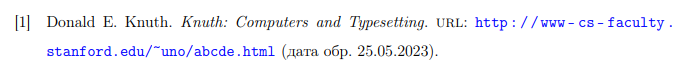 [1] Donald E. Knuth. Knuth: Computers and Typesetting. URL: http://www-cs-faculty.
stanford.edu/~uno/abcde.html (дата обр. 25.05.2023).